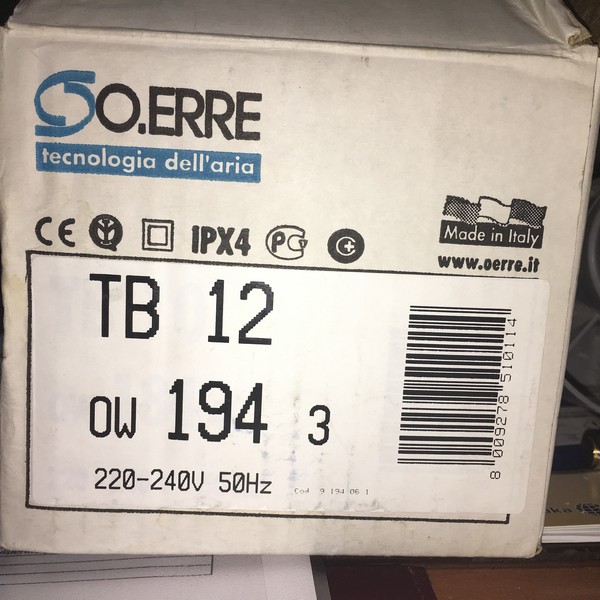 O.ERRE
tecnologia dell'aria
CE IPX4 PG
Made in Italy
www.oerre.it
TB 12
OW 194 3
220-240V 50Hz
Cod 9 194 06 1
8 009278 510114